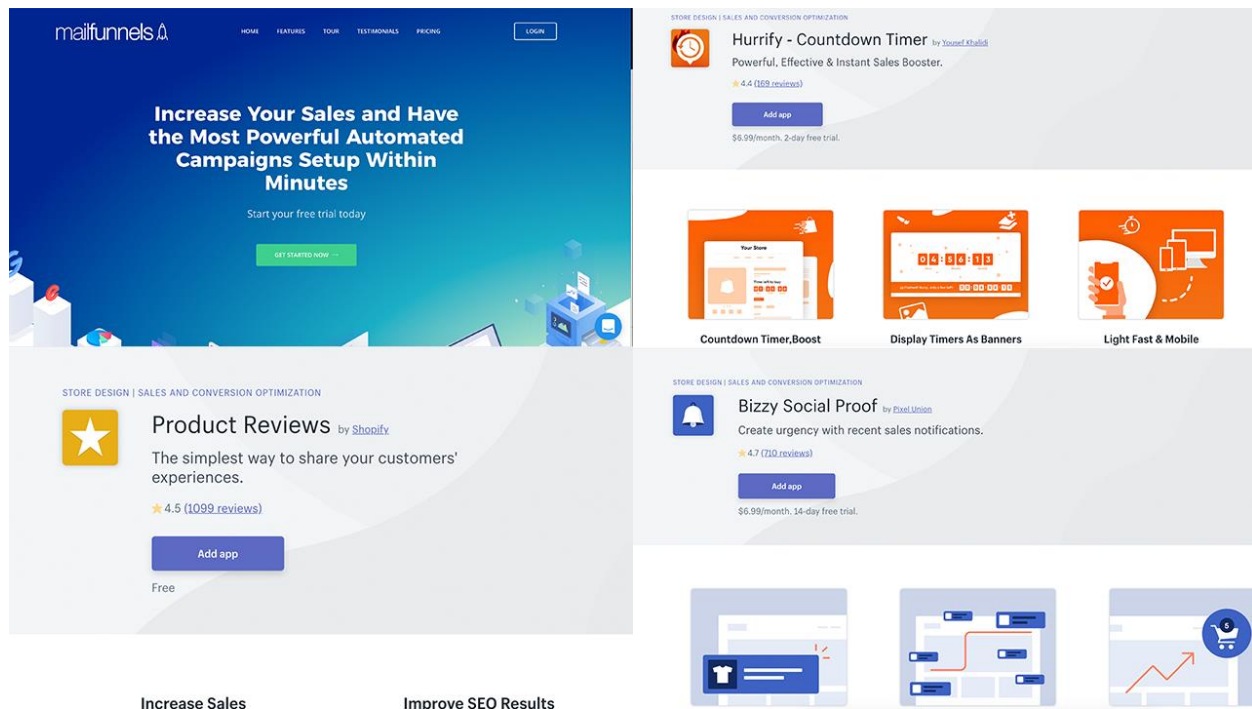 mailfunnels
HOME FEATURES TOUR TESTIMONIALS PRICING
LOGIN
Increase Your Sales and Have
the Most Powerful Automated
Campaigns Setup Within
Minutes
Start your free trial today
GET STARTED NOW
STORE DESIGN | SALES AND CONVERSION OPTIMIZATION
Hurrify - Countdown Timer by Yousef Khalidi
Powerful, Effective & Instant Sales Booster.
4.4 (169 reviews)
Add app
$6.99/month. 2-day free trial.
Your Store
04:56:13
Countdown Timer,Boost
Display Timers As Banners
Light Fast & Mobile
STORE DESIGN | SALES AND CONVERSION OPTIMIZATION
Product Reviews by Shopify
The simplest way to share your customers'
experiences.
4.5 (1099 reviews)
Add app
Free
Increase Sales
Improve SEO Results
STORE DESIGN | SALES AND CONVERSION OPTIMIZATION
Bizzy Social Proof by Pixel Union
Create urgency with recent sales notifications.
4.7 (710 reviews)
Add app
$6.99/month. 14-day free trial.
5